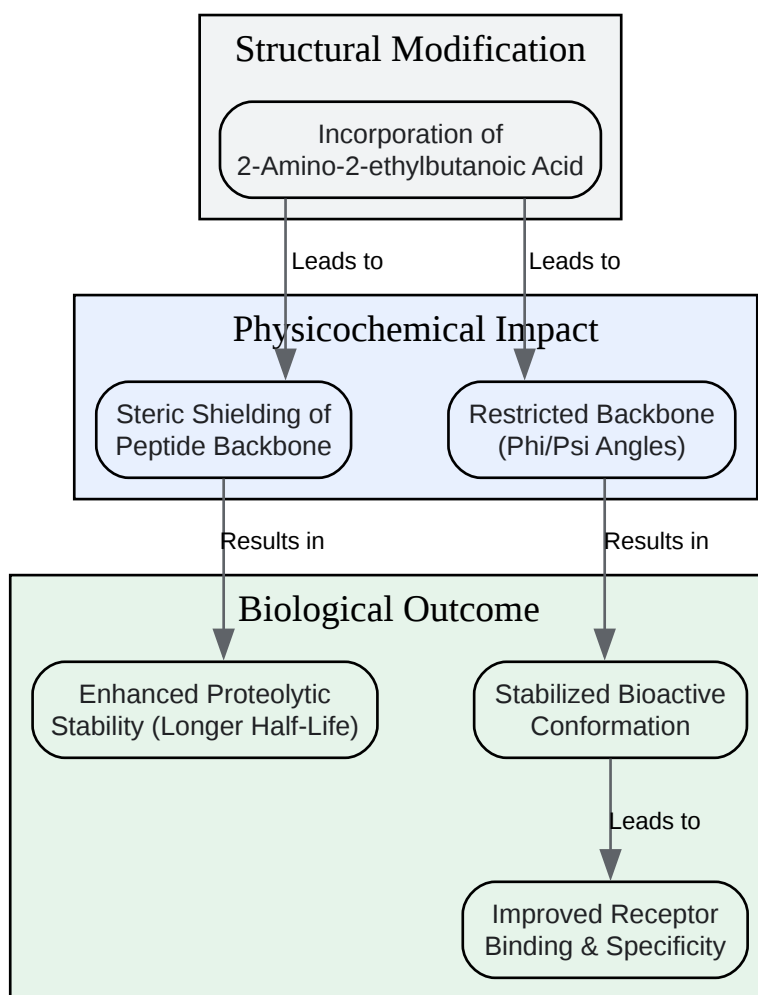 Structural Modification
Incorporation of
2-Amino-2-ethylbutanoic Acid
Leads to
Leads to
Physicochemical Impact
Steric Shielding of
Peptide Backbone
Restricted Backbone
(Phi/Psi Angles)
Results in
Results in
Biological Outcome
Enhanced Proteolytic
Stability (Longer Half-Life)
Stabilized Bioactive
Conformation
Leads to
Improved Receptor
Binding & Specificity